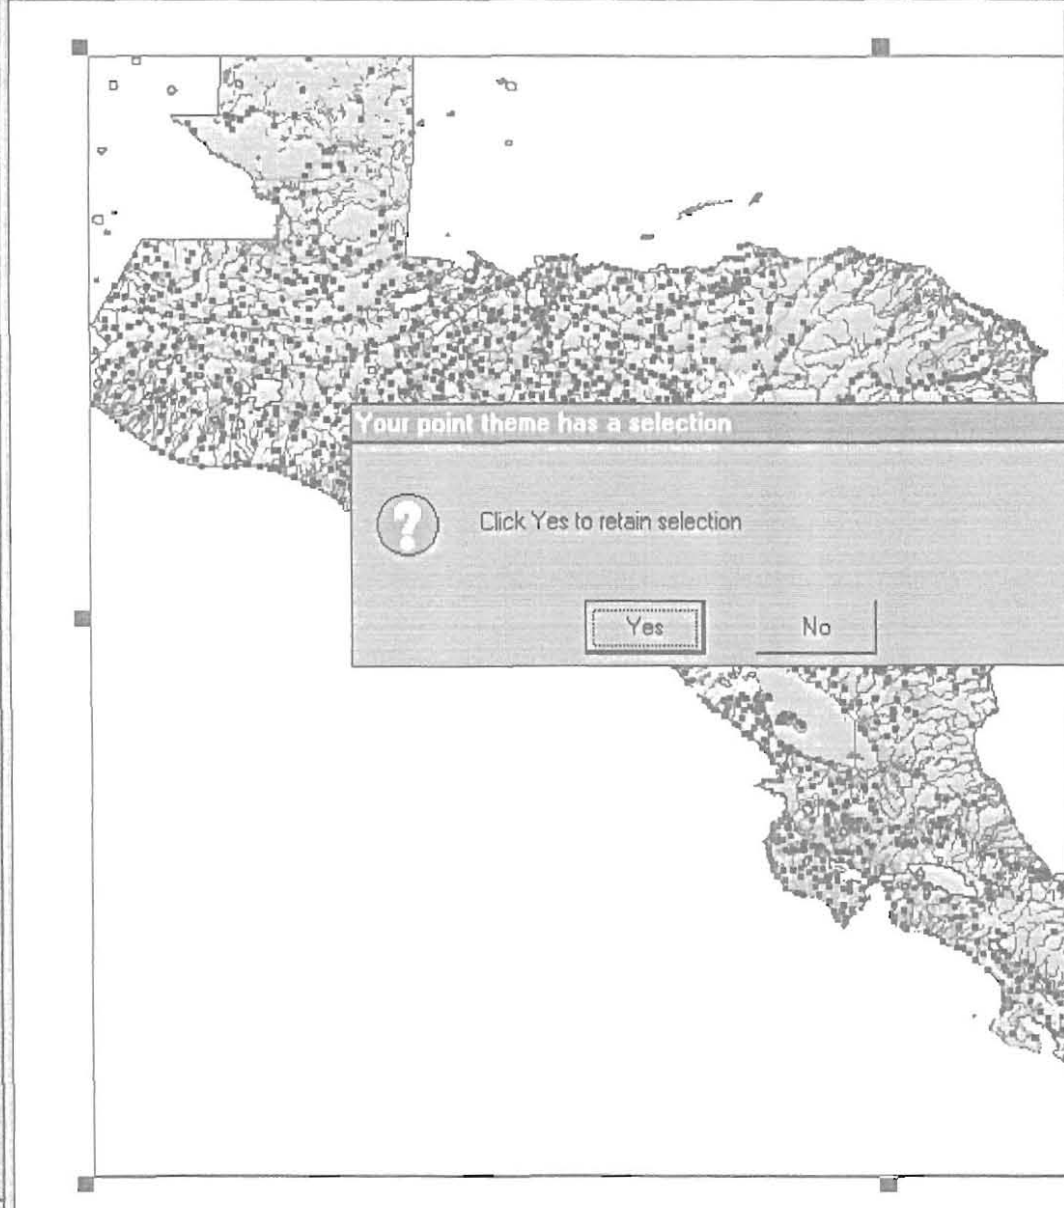 Your point theme has a selection
Click Yes to retain selection
Yes
No